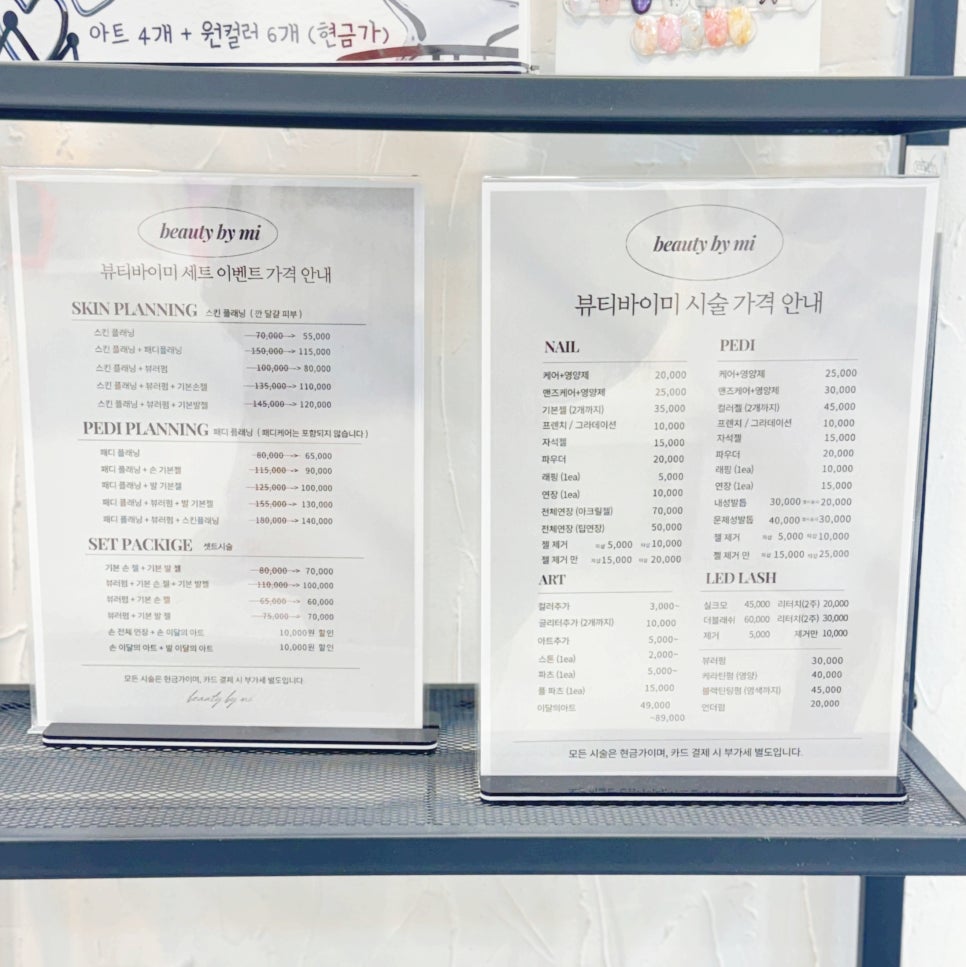 아트 4개 + 원컬러 6개 (현금가)
beauty by mi
뷰티바이미 세트 이벤트 가격 안내
SKIN PLANNING 스킨 플래닝 ( 깐 달걀 피부 )
스킨 플래닝 70,000 -> 55,000
스킨 플래닝 + 패디플래닝 150,000 -> 115,000
스킨 플래닝 + 뷰러펌 100,000 -> 80,000
스킨 플래닝 + 뷰러펌 + 기본손젤 135,000 -> 110,000
스킨 플래닝 + 뷰러펌 + 기본발젤 145,000 -> 120,000
PEDI PLANNING 패디 플래닝 ( 패디케어는 포함되지 않습니다 )
패디 플래닝 80,000 -> 65,000
패디 플래닝 + 손 기본젤 115,000 -> 90,000
패디 플래닝 + 발 기본젤 125,000 -> 100,000
패디 플래닝 + 뷰러펌 + 발 기본젤 155,000 -> 130,000
패디 플래닝 + 뷰러펌 + 스킨플래닝 180,000 -> 140,000
SET PACKIGE 셋트시술
기본 손 젤 + 기본 발 젤 80,000 -> 70,000
뷰러펌 + 기본 손 젤 + 기본 발젤 110,000 -> 100,000
뷰러펌 + 기본 손 젤 65,000 -> 60,000
뷰러펌 + 기본 발 젤 75,000 -> 70,000
손 전체 연장 + 손 이달의 아트 10,000원 할인
손 이달의 아트 + 발 이달의 아트 10,000원 할인
모든 시술은 현금가이며, 카드 결제 시 부가세 별도입니다.
beauty by mi
beauty by mi
뷰티바이미 시술 가격 안내
NAIL
케어+영양제 20,000
맨즈케어+영양제 25,000
기본젤 (2개까지) 35,000
프렌치 / 그라데이션 10,000
자석젤 15,000
파우더 20,000
래핑 (1ea) 5,000
연장 (1ea) 10,000
전체연장 (아크릴젤) 70,000
전체연장 (팁연장) 50,000
젤 제거 자샵 5,000 타샵 10,000
젤 제거 만 자샵 15,000 타샵 20,000
PEDI
케어+영양제 25,000
맨즈케어+영양제 30,000
컬러젤 (2개까지) 45,000
프렌치 / 그라데이션 10,000
자석젤 15,000
파우더 20,000
래핑 (1ea) 10,000
연장 (1ea) 15,000
내성발톱 30,000 20,000
문제성발톱 40,000 30,000
젤 제거 자샵 5,000 타샵 10,000
젤 제거 만 자샵 15,000 타샵 25,000
ART
컬러추가 3,000~
글리터추가 (2개까지) 10,000
아트추가 5,000~
스톤 (1ea) 2,000~
파츠 (1ea) 5,000~
풀 파츠 (1ea) 15,000
이달의아트 49,000
~89,000
LED LASH
실크모 45,000 리터치(2주) 20,000
더블래쉬 60,000 리터치(2주) 30,000
제거 5,000 제거만 10,000
뷰러펌 30,000
케라틴펌 (영양) 40,000
블랙틴팅펌 (염색까지) 45,000
언더펌 20,000
모든 시술은 현금가이며, 카드 결제 시 부가세 별도입니다.